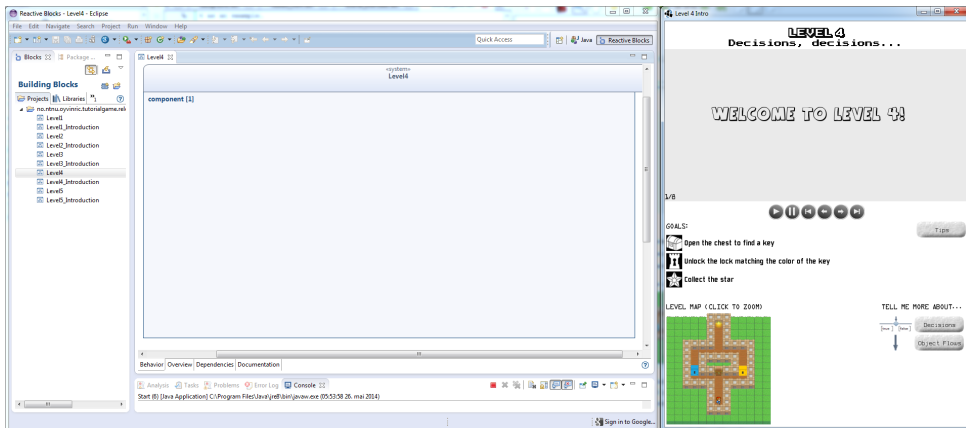 Reactive Blocks - Level4 - Eclipse
File Edit Navigate Search Project Run Window Help
Quick Access
Java
Reactive Blocks
Blocks
Package ...
Building Blocks
Projects
Libraries
no.ntnu.oyvinric.tutorialgame.rel
Level1
Level1_Introduction
Level2
Level2_Introduction
Level3
Level3_Introduction
Level4
Level4_Introduction
Level5
Level5_Introduction
Level4
«system»
Level4
component [1]
Behavior Overview Dependencies Documentation
Analysis Tasks Problems Error Log Console
Start (6) [Java Application] C:\Program Files\Java\jre8\bin\javaw.exe (05:53:58 26. mai 2014)
Sign in to Google...
Level 4 Intro
LEVEL 4
Decisions, decisions...
WELCOME TO LEVEL 4!
1/8
GOALS:
Tips
Open the chest to find a key
Unlock the lock matching the color of the key
Collect the star
LEVEL MAP (CLICK TO ZOOM)
TELL ME MORE ABOUT...
[true] [false]
Decisions
Object Flows